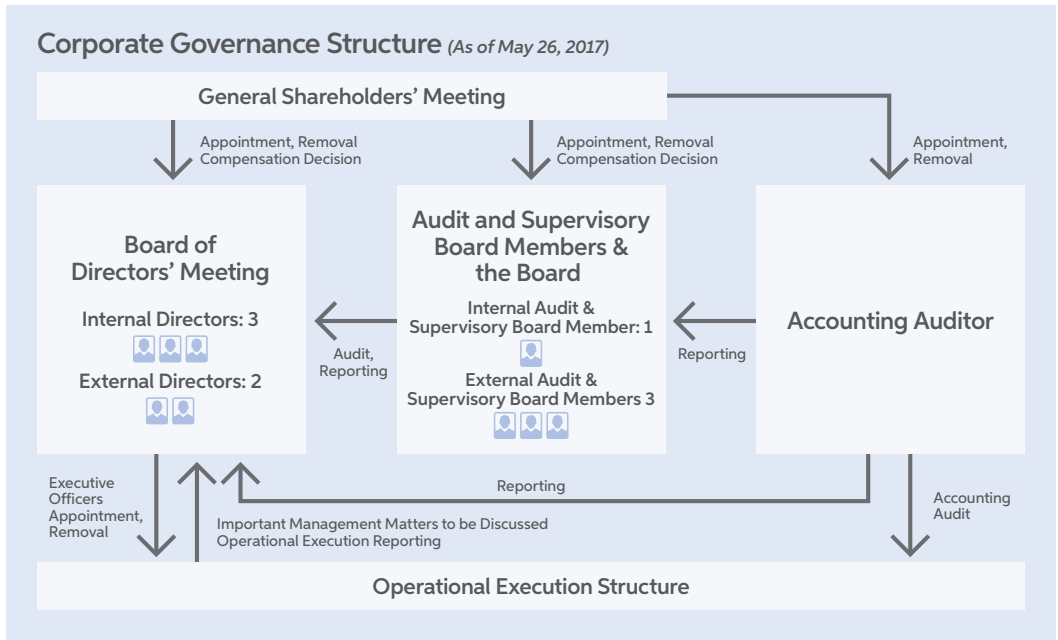 Corporate Governance Structure (As of May 26, 2017)
General Shareholders’ Meeting
Appointment, Removal
Compensation Decision
Appointment, Removal
Compensation Decision
Appointment,
Removal
Board of
Directors’ Meeting
Internal Directors: 3
External Directors: 2
Audit,
Reporting
Audit and Supervisory
Board Members &
the Board
Internal Audit &
Supervisory Board Member: 1
External Audit &
Supervisory Board Members 3
Reporting
Accounting Auditor
Executive
Officers
Appointment,
Removal
Important Management Matters to be Discussed
Operational Execution Reporting
Reporting
Accounting
Audit
Operational Execution Structure